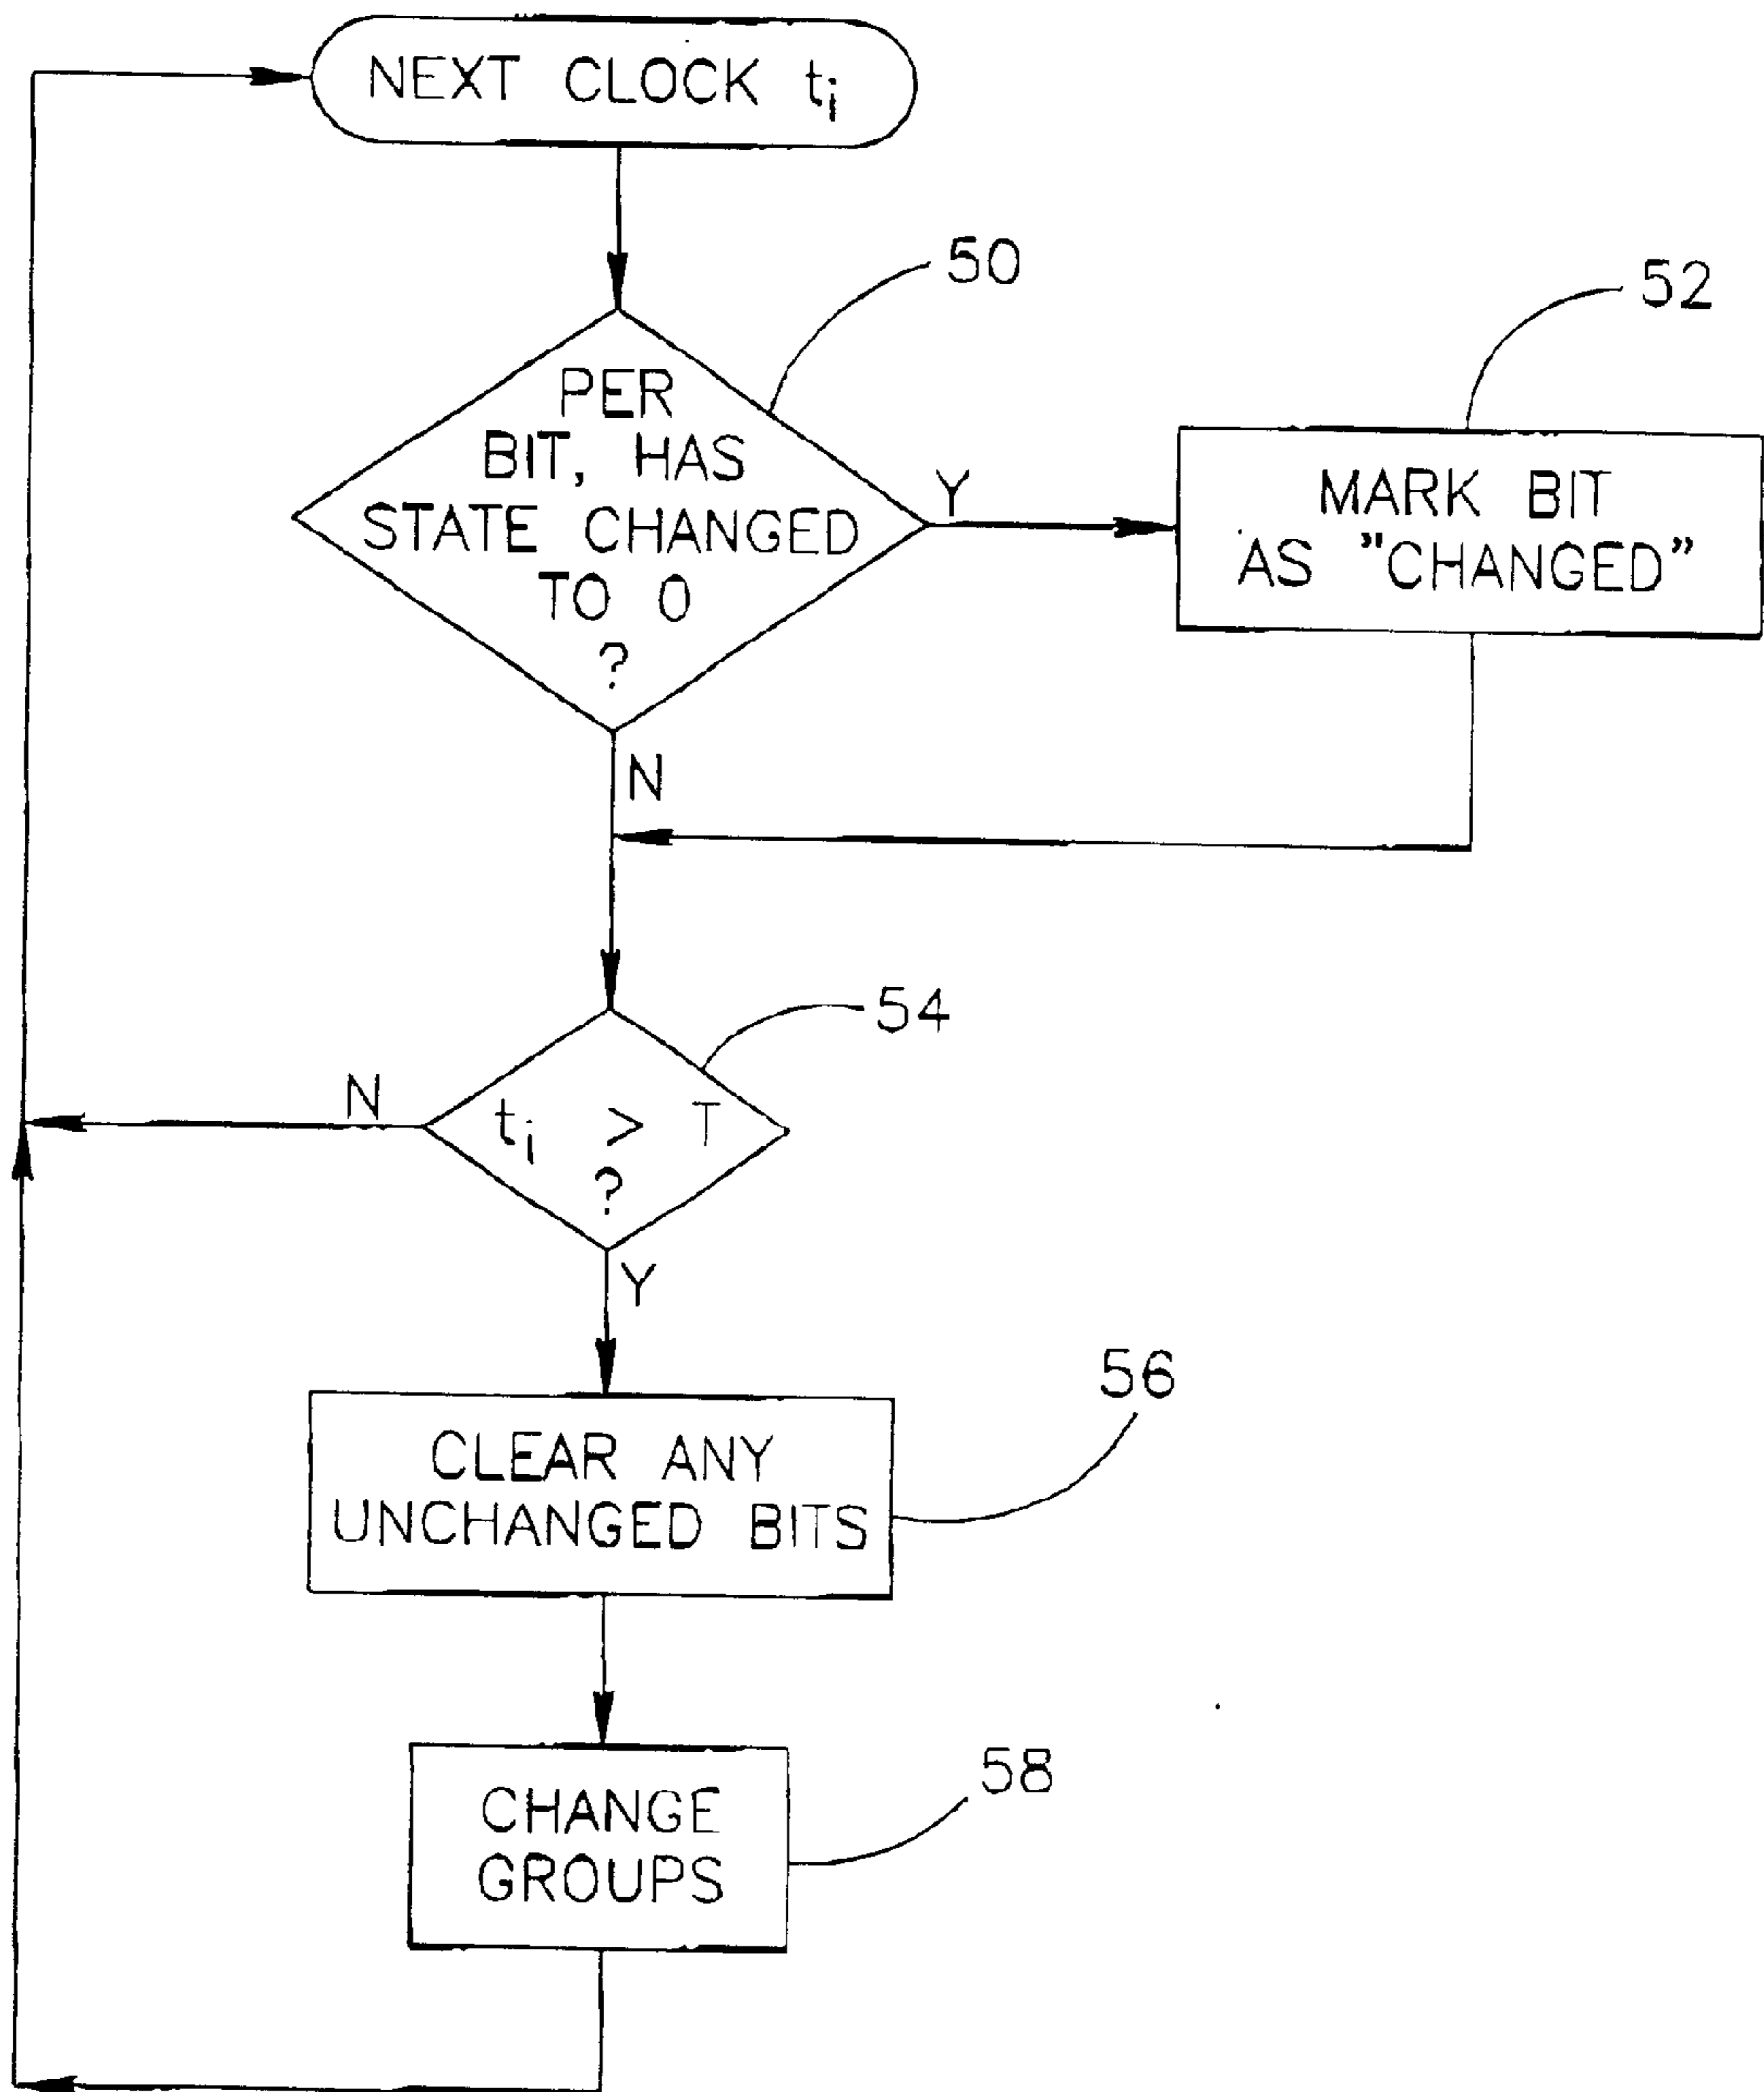 NEXT CLOCK ti
50
52
PER
BIT, HAS
STATE CHANGED
TO 0
?
Y
MARK BIT
AS "CHANGED"
N
54
N
ti > T
?
Y
56
CLEAR ANY
UNCHANGED BITS
58
CHANGE
GROUPS